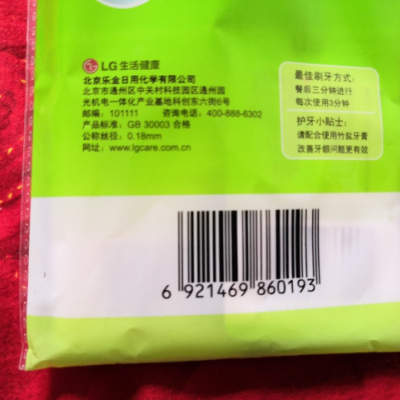 LG 生活健康
北京乐金日用化学有限公司
北京市通州区中关村科技园区通州园
光机电一体化产业基地科创东六街6号
邮编：101111 咨询电话：400-888-6302
产品标准：GB 30003 合格
公称丝径：0.18mm
网址：www.lgcare.com.cn
最佳刷牙方式：
餐后三分钟进行
每次使用3分钟
护牙小贴士：
请配合使用竹盐牙膏
改善牙龈问题更有效
6 921469 860193